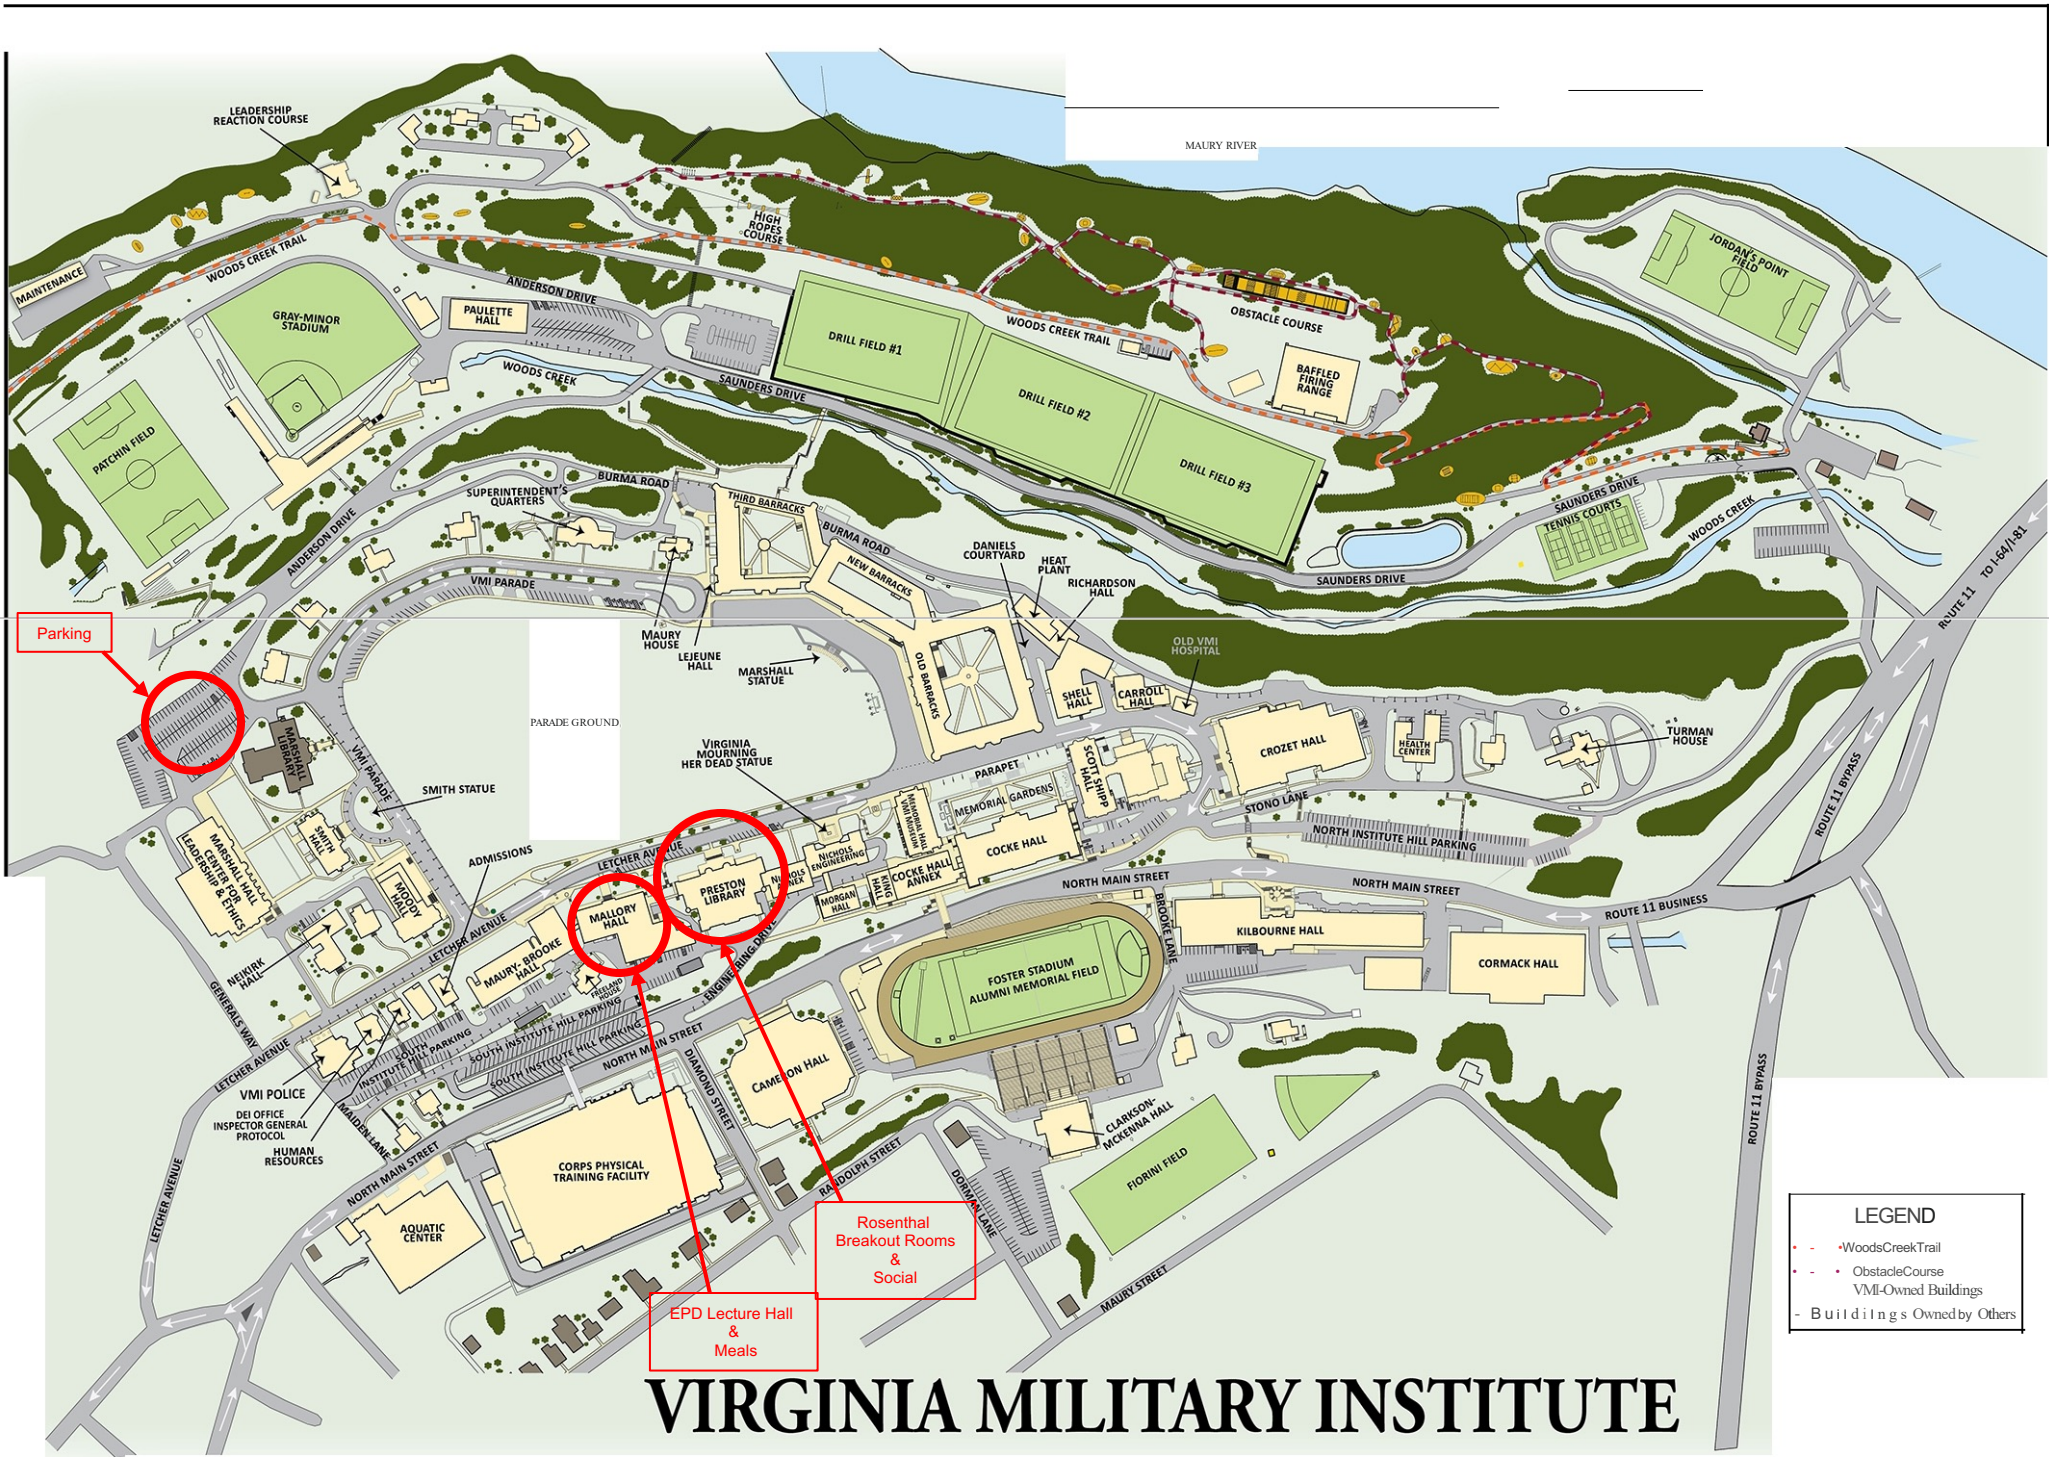 LEADERSHIP
REACTION COURSE
MAURY RIVER
HIGH
ROPES
COURSE
JORDAN'S POINT
FIELD
WOODS CREEK TRAIL
MAINTENANCE
ANDERSON DRIVE
GRAY-MINOR
STADIUM
PAULETTE
HALL
WOODS CREEK TRAIL
OBSTACLE COURSE
DRILL FIELD #1
WOODS CREEK
SAUNDERS DRIVE
BAFFLED
FIRING
RANGE
DRILL FIELD #2
PATCHIN FIELD
DRILL FIELD #3
BURMA ROAD
SUPERINTENDENT'S
QUARTERS
THIRD BARRACKS
SAUNDERS DRIVE
TENNIS COURTS
WOODS CREEK
ANDERSON DRIVE
BURMA ROAD
DANIELS
COURTYARD
HEAT
PLANT
NEW BARRACKS
RICHARDSON
HALL
VMI PARADE
SAUNDERS DRIVE
TO I-64/I-81
ROUTE 11
Parking
MAURY
HOUSE
LEJEUNE
HALL
MARSHALL
STATUE
OLD BARRACKS
OLD VMI
HOSPITAL
SHELL
HALL
CARROLL
HALL
PARADE GROUND
MARSHALL
LIBRARY
VMI PARADE
VIRGINIA
MOURNING
HER DEAD STATUE
SCOTT SHIPP
HALL
CROZET HALL
HEALTH
CENTER
TURMAN
HOUSE
PARAPET
SMITH STATUE
MEMORIAL GARDENS
STONO LANE
ROUTE 11 BYPASS
MEMORIAL HALL
VMI MUSEUM
NORTH INSTITUTE HILL PARKING
SMITH
HALL
MARSHALL HALL
CENTER FOR
LEADERSHIP
& ETHICS
ADMISSIONS
LETCHER AVENUE
NICHOLS
ENGINEERING
COCKE HALL
PRESTON
LIBRARY
NICHOLS
ANNEX
COCKE HALL
ANNEX
KING
HALL
MORGAN
HALL
NORTH MAIN STREET
NORTH MAIN STREET
ROUTE 11 BUSINESS
MOODY
HALL
MALLORY
HALL
LETCHER AVENUE
MAURY- BROOKE
HALL
BROOKE LANE
KILBOURNE HALL
CORMACK HALL
NEIKIRK
HALL
FREELAND
HOUSE
ENGINEERING DRIVE
FOSTER STADIUM
ALUMNI MEMORIAL FIELD
GENERALS WAY
SOUTH
INSTITUTE HILL PARKING
SOUTH INSTITUTE HILL PARKING
SOUTH INSTITUTE HILL PARKING
NORTH MAIN STREET
LETCHER AVENUE
DIAMOND STREET
CAMERON HALL
VMI POLICE
DEI OFFICE
INSPECTOR GENERAL
PROTOCOL
HUMAN
RESOURCES
MAIDEN LANE
CLARKSON-
MCKENNA HALL
ROUTE 11 BYPASS
NORTH MAIN STREET
CORPS PHYSICAL
TRAINING FACILITY
RANDOLPH STREET
DORMAN LANE
FIORINI FIELD
LETCHER AVENUE
AQUATIC
CENTER
Rosenthal
Breakout Rooms
&
Social
MAURY STREET
EPD Lecture Hall
&
Meals
LEGEND
• - •WoodsCreekTrail
• - • ObstacleCourse
VMI-Owned Buildings
- Buildings Owned by Others
VIRGINIA MILITARY INSTITUTE